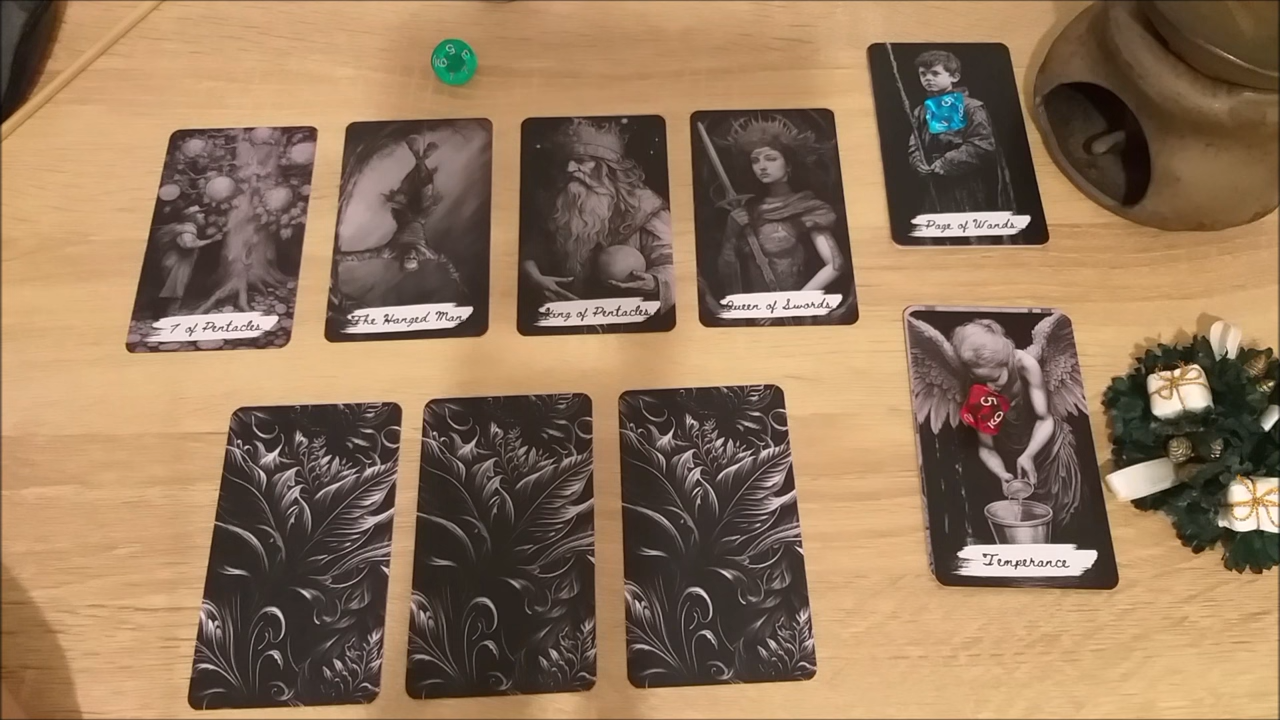 7 of Pentacles
The Hanged Man
King of Pentacles
Queen of Swords
Page of Wands
Temperance